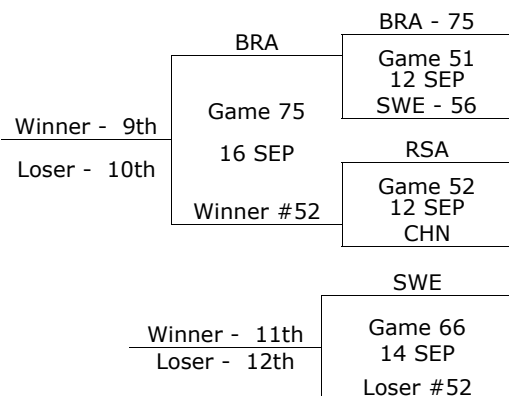 BRA - 75
BRA
Game 51
12 SEP
SWE - 56
Game 75
Winner - 9th
16 SEP
RSA
Loser - 10th
Game 52
12 SEP
Winner #52
CHN
SWE
Game 66
Winner - 11th
14 SEP
Loser - 12th
Loser #52